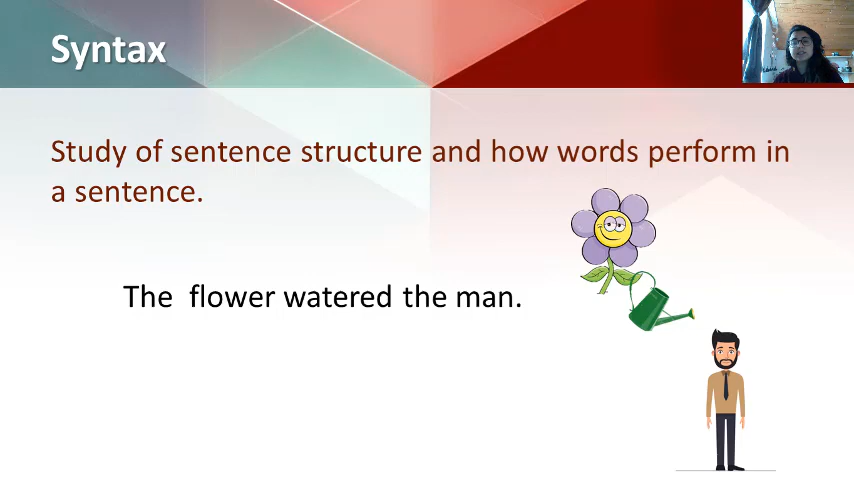 Syntax
Study of sentence structure and how words perform in
a sentence.
The flower watered the man.